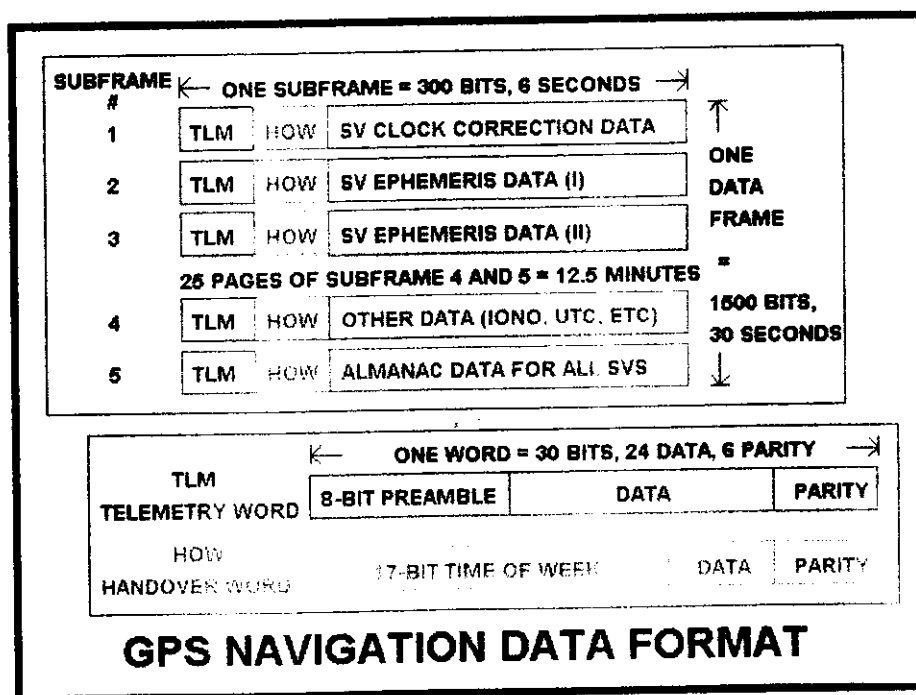 SUBFRAME
#
ONE SUBFRAME = 300 BITS, 6 SECONDS
1 TLM HOW SV CLOCK CORRECTION DATA
2 TLM HOW SV EPHEMERIS DATA (I)
3 TLM HOW SV EPHEMERIS DATA (II)
25 PAGES OF SUBFRAME 4 AND 5 = 12.5 MINUTES
4 TLM HOW OTHER DATA (IONO, UTC, ETC)
5 TLM HOW ALMANAC DATA FOR ALL SVS
ONE
DATA
FRAME
=
1500 BITS,
30 SECONDS
ONE WORD = 30 BITS, 24 DATA, 6 PARITY
TLM
TELEMETRY WORD
8-BIT PREAMBLE DATA PARITY
HOW
HANDOVER WORD
17-BIT TIME OF WEEK DATA PARITY
GPS NAVIGATION DATA FORMAT